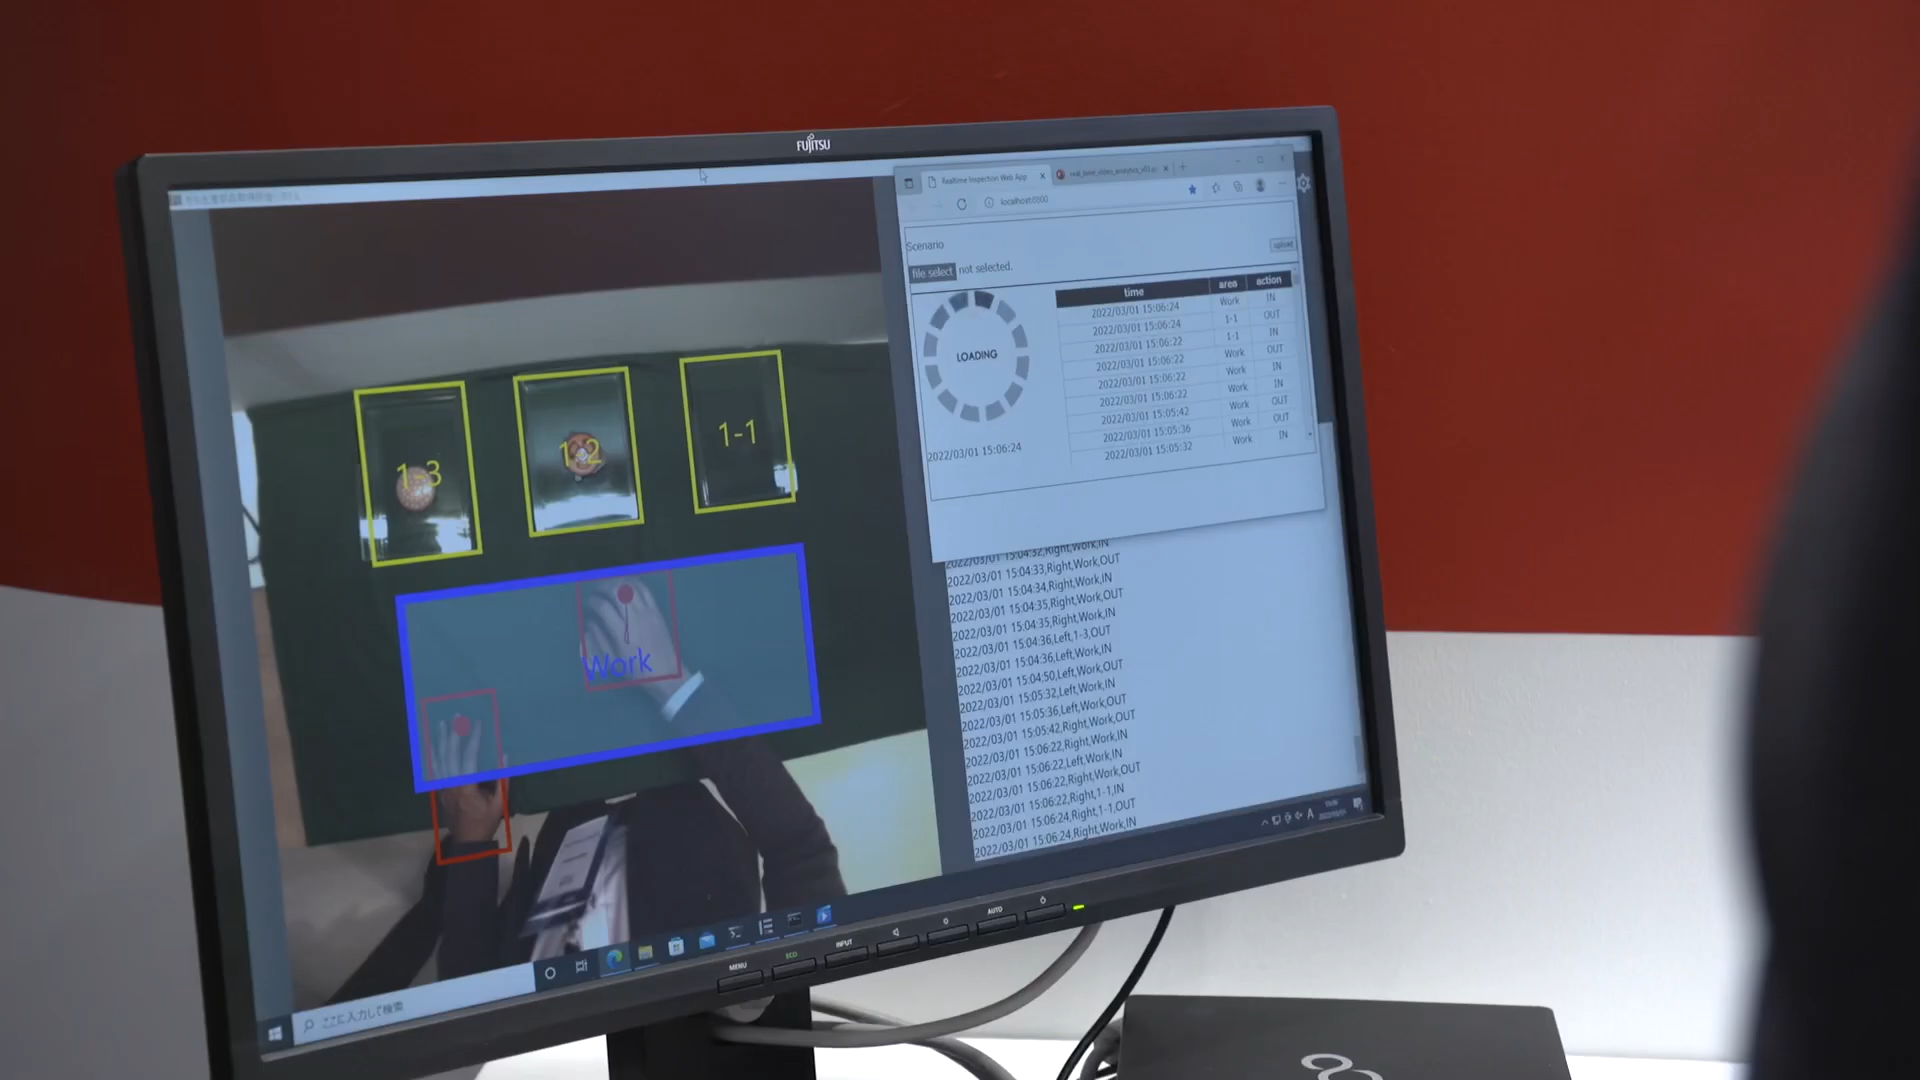 FUJITSU
Realtime Inspection Web App
localhost:8800
Scenario
upload
file select not selected.
LOADING
2022/03/01 15:06:24
time area action
2022/03/01 15:06:24 Work IN
2022/03/01 15:06:24 1-1 OUT
2022/03/01 15:06:22 1-1 IN
2022/03/01 15:06:22 Work OUT
2022/03/01 15:06:22 Work IN
2022/03/01 15:06:22 Work IN
2022/03/01 15:05:42 Work OUT
2022/03/01 15:05:36 Work OUT
2022/03/01 15:05:32 Work IN
1-3
1-2
1-1
Work
2022/03/01 15:04:32,Right,Work,IN
2022/03/01 15:04:33,Right,Work,OUT
2022/03/01 15:04:34,Right,Work,IN
2022/03/01 15:04:35,Right,Work,OUT
2022/03/01 15:04:35,Right,Work,IN
2022/03/01 15:04:36,Left,1-3,OUT
2022/03/01 15:04:36,Left,Work,IN
2022/03/01 15:04:50,Left,Work,OUT
2022/03/01 15:05:32,Left,Work,IN
2022/03/01 15:05:36,Left,Work,OUT
2022/03/01 15:05:42,Right,Work,OUT
2022/03/01 15:06:22,Right,Work,IN
2022/03/01 15:06:22,Left,Work,IN
2022/03/01 15:06:22,Right,Work,OUT
2022/03/01 15:06:22,Right,1-1,IN
2022/03/01 15:06:24,Right,1-1,OUT
2022/03/01 15:06:24,Right,Work,IN
A
ここに入力して検索
MENU ECO INPUT AUTO